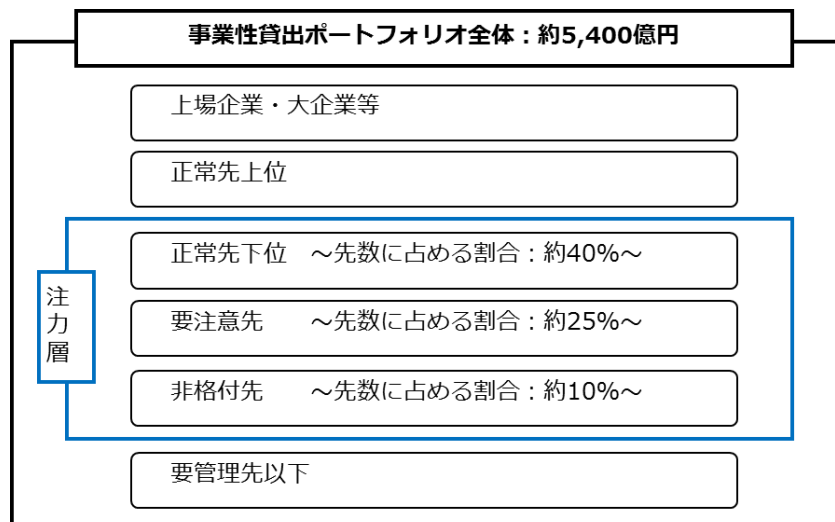 事業性貸出ポートフォリオ全体：約5,400億円
上場企業・大企業等
正常先上位
正常先下位　～先数に占める割合：約40%～
要注意先　　～先数に占める割合：約25%～
非格付先　　～先数に占める割合：約10%～
注力層
要管理先以下